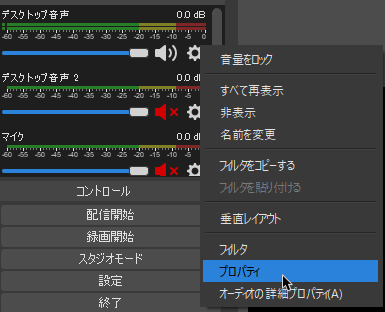 デスクトップ音声 0.0 dB
-60 -55 -50 -45 -40 -35 -30 -25 -20 -15 -10 -5 0
デスクトップ音声 2 0.0 dB
-60 -55 -50 -45 -40 -35 -30 -25 -20 -15 -10 -5 0
マイク 0.0 dB
-60 -55 -50 -45 -40 -35 -30 -25 -20 -15 -10 -5 0
コントロール
配信開始
録画開始
スタジオモード
設定
終了
音量をロック
すべて再表示
非表示
名前を変更
フィルタをコピーする
フィルタを貼り付ける
垂直レイアウト
フィルタ
プロパティ
オーディオの詳細プロパティ(A)